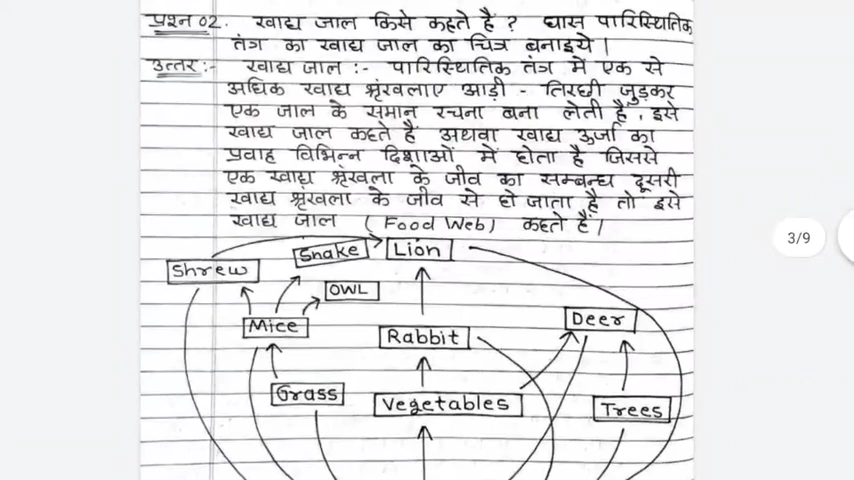 प्रश्न 02. खाद्य जाल किसे कहते है ? घास पारिस्थितिक
तंग का खाद्य जाल का चित्र बनाइये |
उत्तर:- खाद्य जाल :- पारिस्थितिक तंग में एक से
अधिक खाद्य श्रृंखलाए आड़ी - तिरछी जुड़कर
एक जाल के समान रचना बना लेती है, इसे
खाद्य जाल कहते हैं अथवा खाद्य ऊर्जा का
प्रवाह विभिन्न दिशाओं में होता है जिससे
एक खाद्य श्रृंखला के जीव का सम्बन्ध दूसरी
खाद्य श्रृंखला के जीव से हो जाता है तो इसे
खाद्य जाल (Food Web) कहते हैं |
Snake Lion
Shrew
OWL
Mice Rabbit Deer
Grass Vegetables Trees
3/9